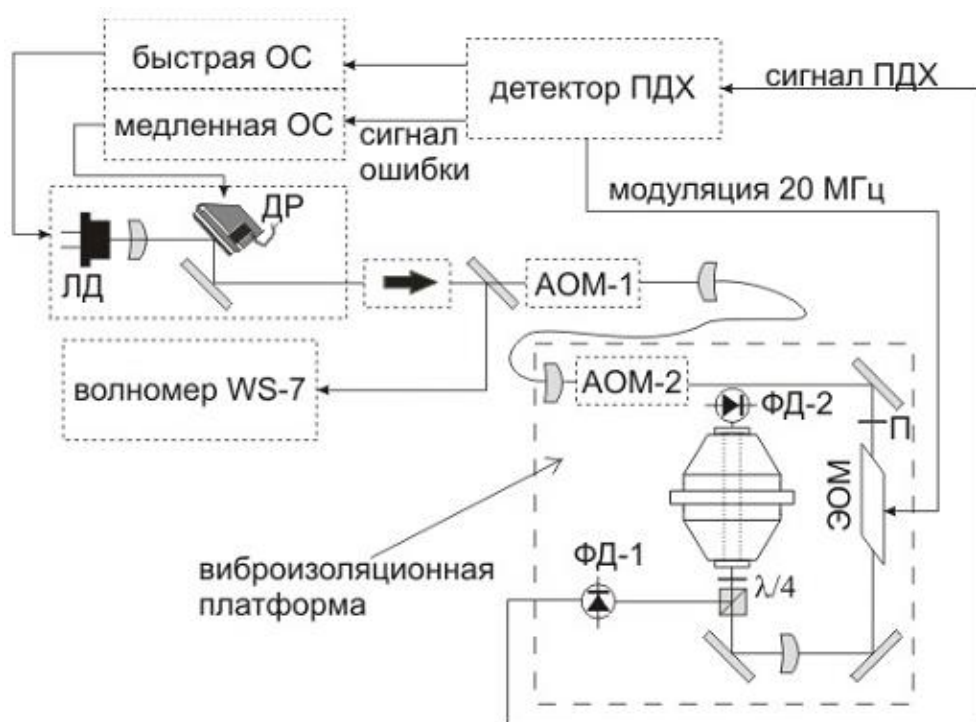 быстрая ОС
медленная ОС
детектор ПДХ
сигнал ПДХ
сигнал
ошибки
модуляция 20 МГц
ДР
ЛД
АОМ-1
волномер WS-7
АОМ-2
ФД-2
П
ЭОМ
виброизоляционная
платформа
ФД-1
λ/4